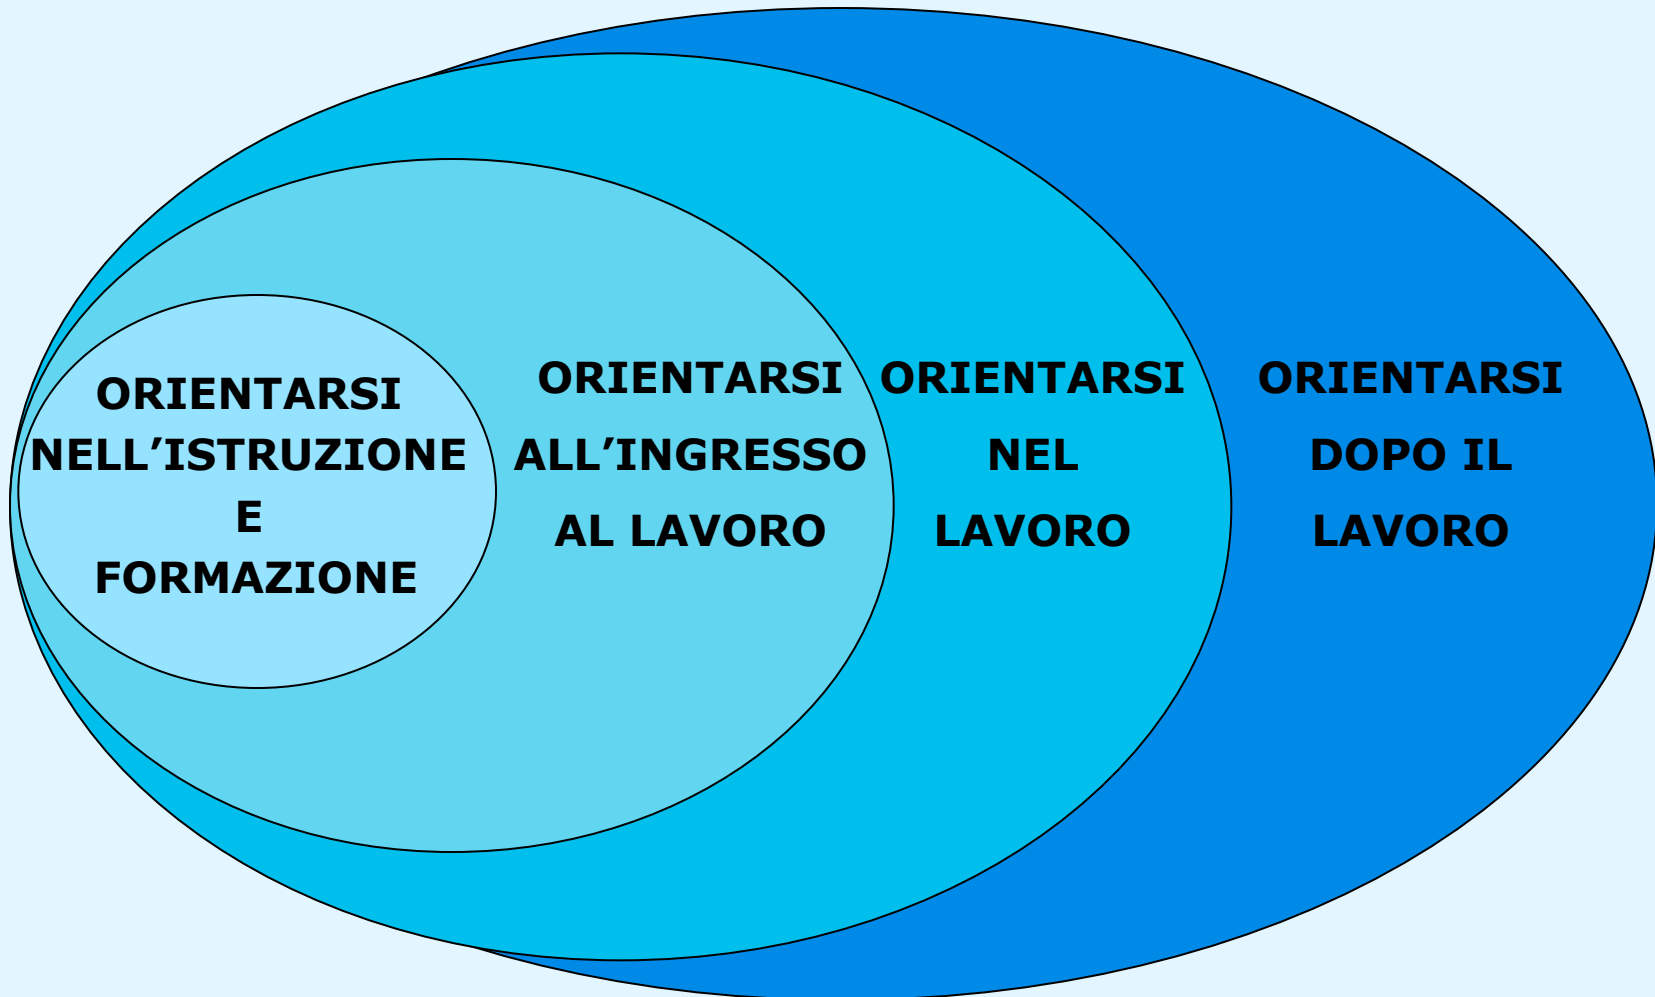 ORIENTARSI
NELL’ISTRUZIONE
E
FORMAZIONE
ORIENTARSI
ALL’INGRESSO
AL LAVORO
ORIENTARSI
NEL
LAVORO
ORIENTARSI
DOPO IL
LAVORO